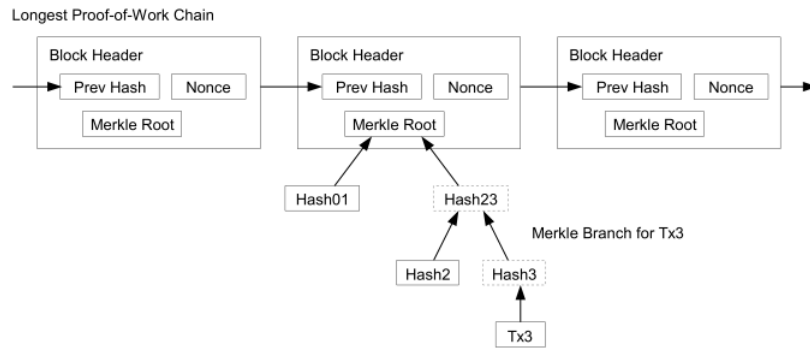 Longest Proof-of-Work Chain
Block Header
Prev Hash
Nonce
Merkle Root
Block Header
Prev Hash
Nonce
Merkle Root
Block Header
Prev Hash
Nonce
Merkle Root
Hash01
Hash23
Merkle Branch for Tx3
Hash2
Hash3
Tx3